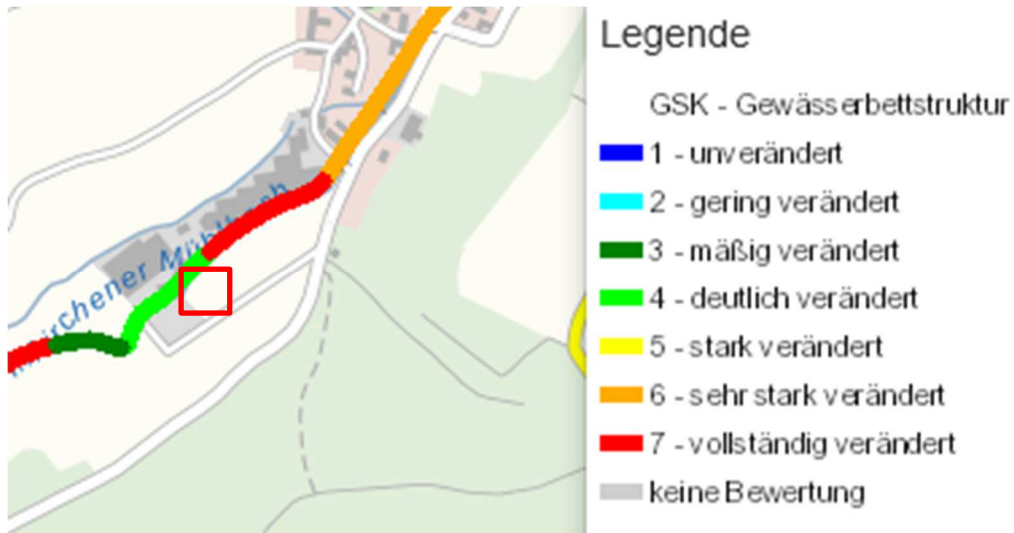 Legende
GSK - Gewässerbettstruktur
1 - unverändert
2 - gering verändert
3 - mäßig verändert
4 - deutlich verändert
5 - stark verändert
6 - sehr stark verändert
7 - vollständig verändert
keine Bewertung